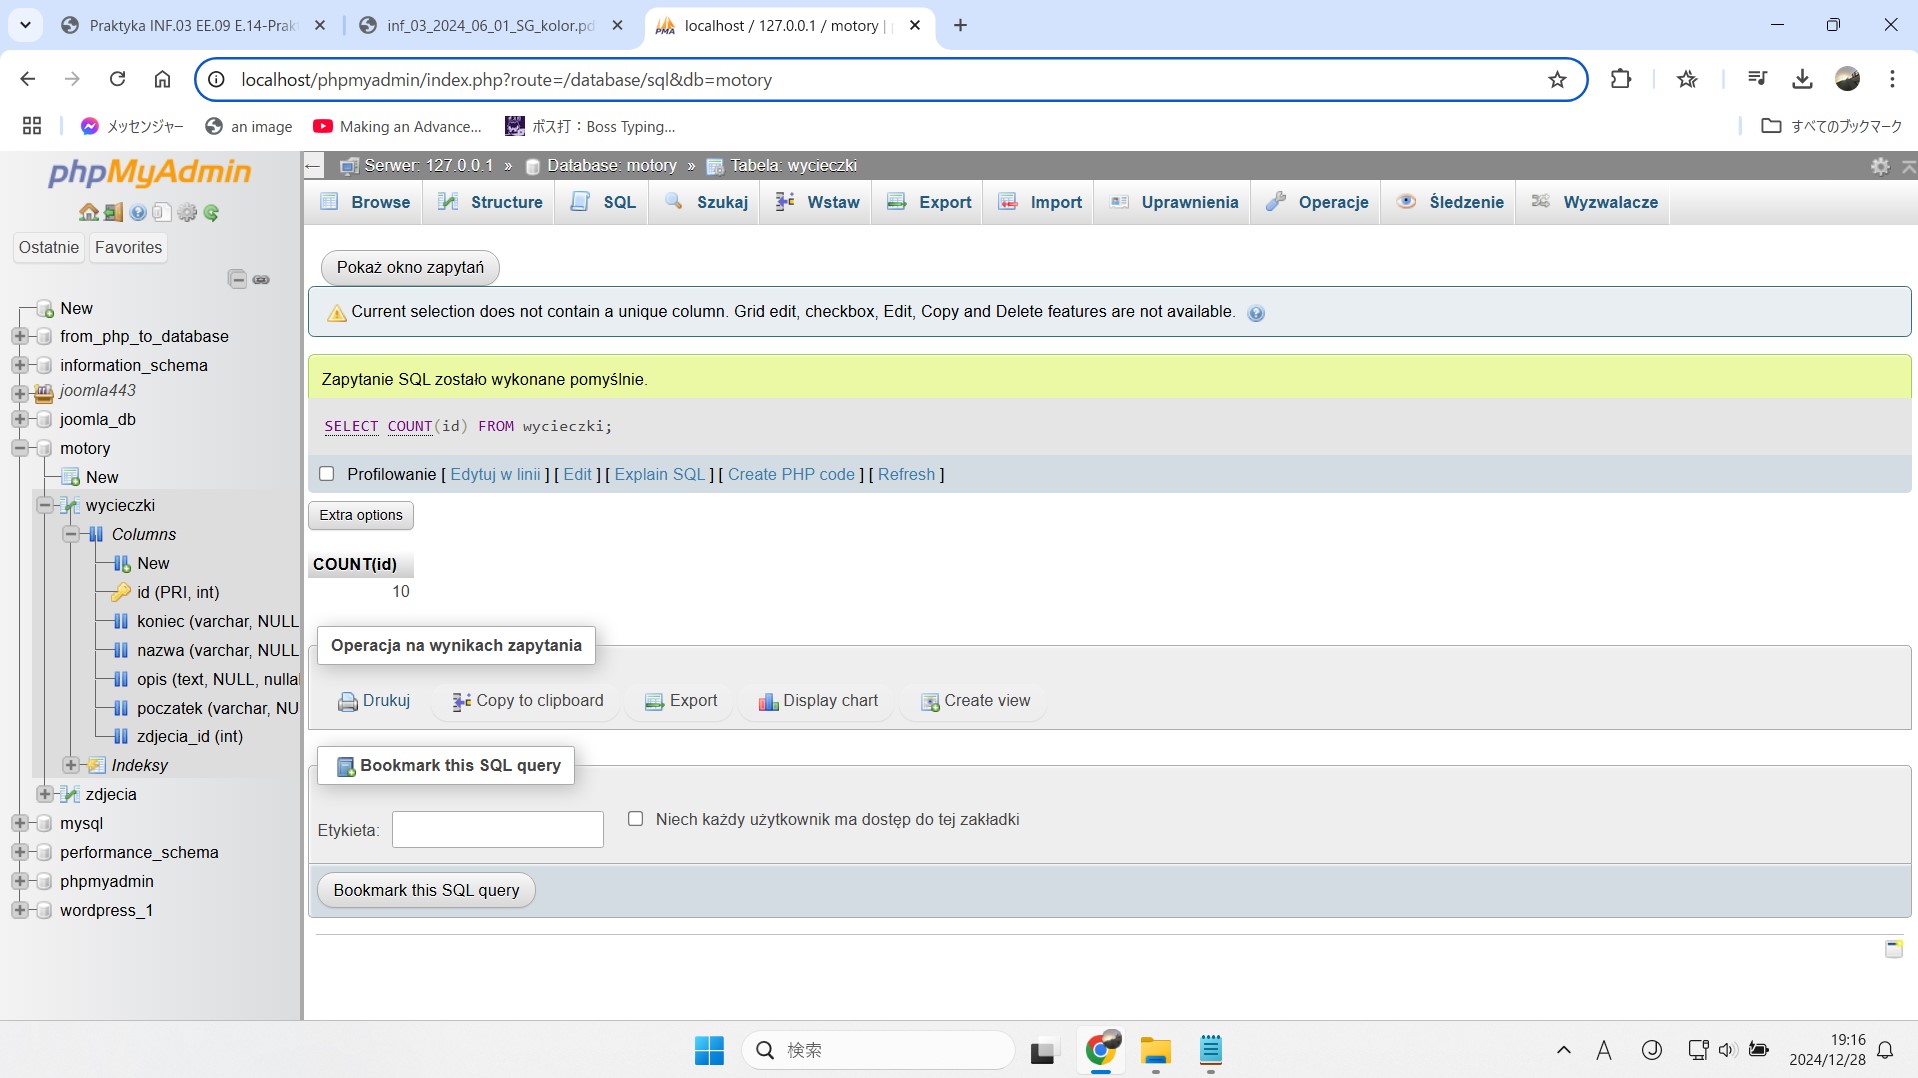 Praktyka INF.03 EE.09 E.14-Prak
inf_03_2024_06_01_SG_kolor.pd
PMA
localhost / 127.0.0.1 / motory |
localhost/phpmyadmin/index.php?route=/database/sql&db=motory
メッセンジャー
an image
Making an Advance...
ボス打：Boss Typing...
すべてのブックマーク
phpMyAdmin
Ostatnie
Favorites
New
from_php_to_database
information_schema
joomla443
joomla_db
motory
New
wycieczki
Columns
New
id (PRI, int)
koniec (varchar, NULL
nazwa (varchar, NULL
opis (text, NULL, nullal
poczatek (varchar, NU
zdjecia_id (int)
Indeksy
zdjecia
mysql
performance_schema
phpmyadmin
wordpress_1
Serwer: 127.0.0.1 » Database: motory » Tabela: wycieczki
Browse
Structure
SQL
Szukaj
Wstaw
Export
Import
Uprawnienia
Operacje
Śledzenie
Wyzwalacze
Pokaż okno zapytań
Current selection does not contain a unique column. Grid edit, checkbox, Edit, Copy and Delete features are not available.
Zapytanie SQL zostało wykonane pomyślnie.
SELECT COUNT(id) FROM wycieczki;
Profilowanie [ Edytuj w linii ] [ Edit ] [ Explain SQL ] [ Create PHP code ] [ Refresh ]
Extra options
COUNT(id)
10
Operacja na wynikach zapytania
Drukuj
Copy to clipboard
Export
Display chart
Create view
Bookmark this SQL query
Etykieta:
Niech każdy użytkownik ma dostęp do tej zakładki
Bookmark this SQL query
検索
A
J
19:16
2024/12/28